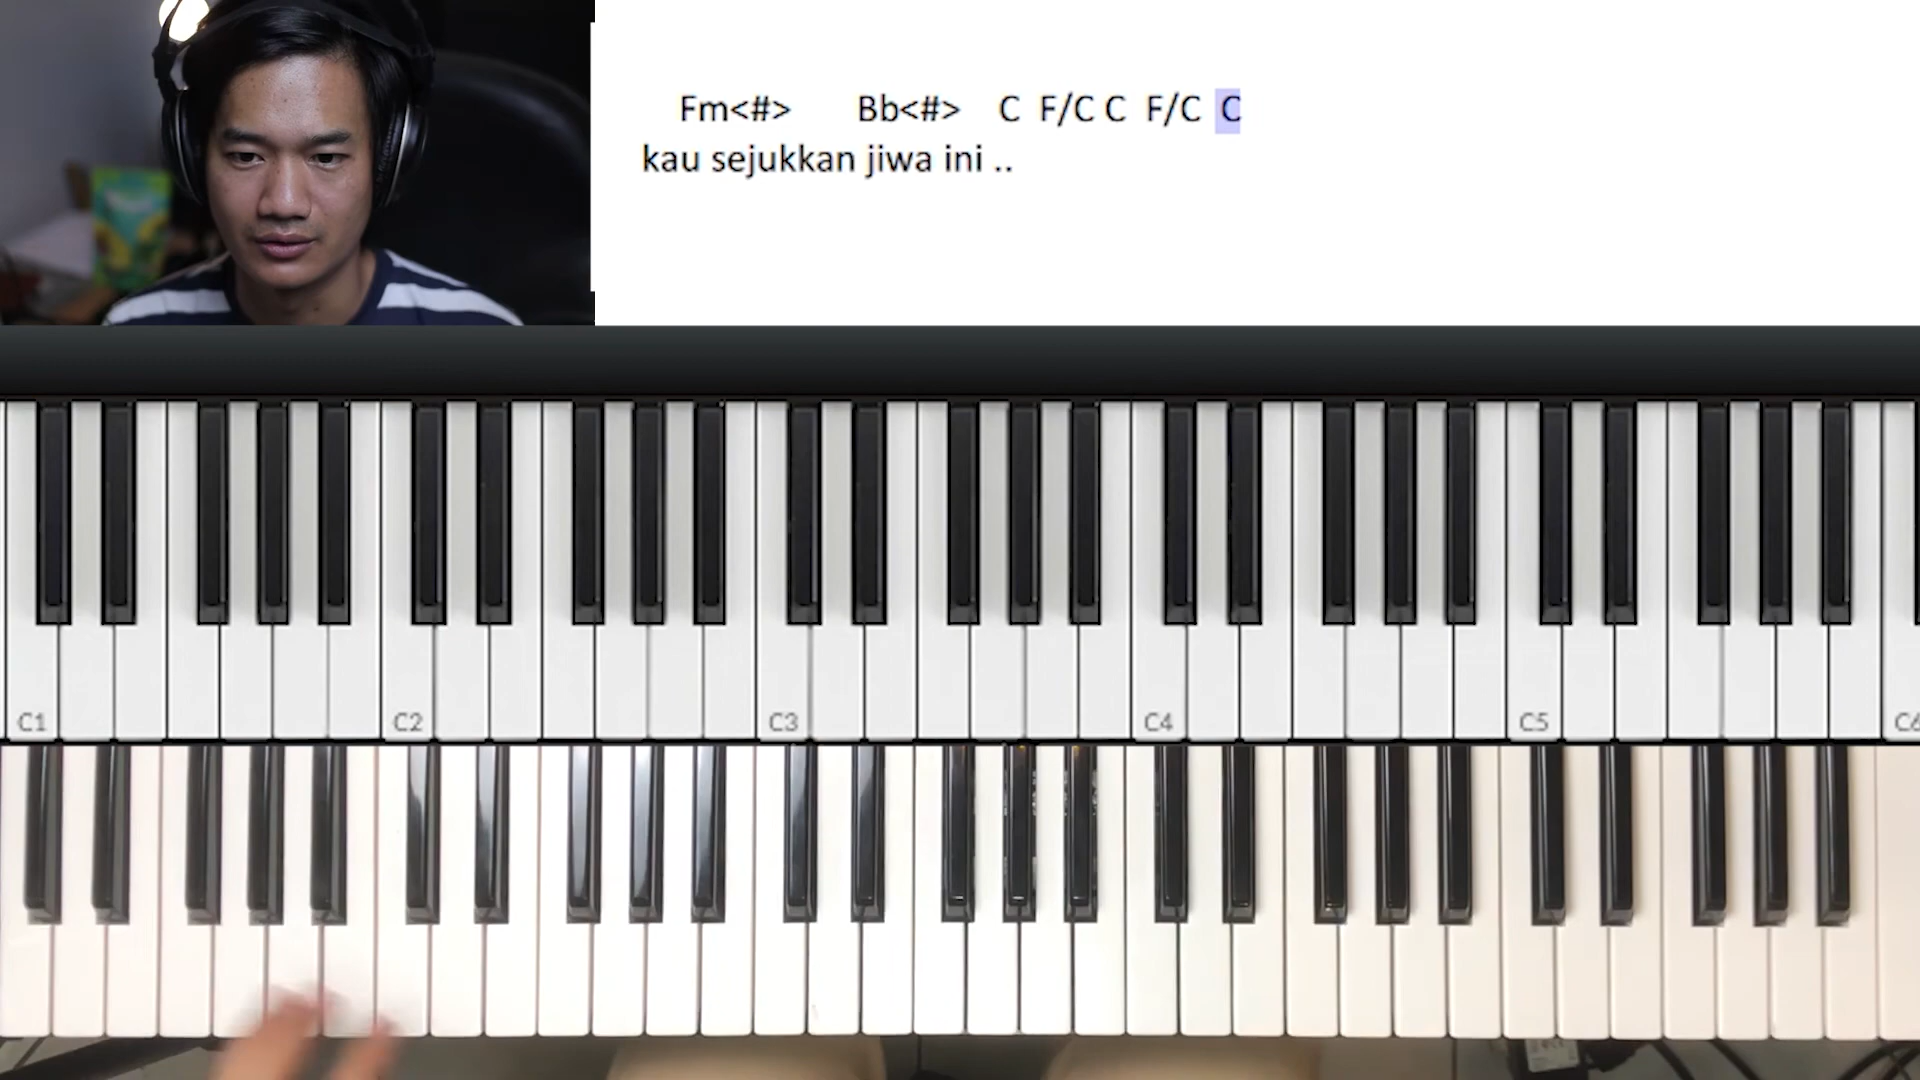 Fm<#> Bb<#> C F/C C F/C C
kau sejukkan jiwa ini ..
C1 C2 C3 C4 C5 C6